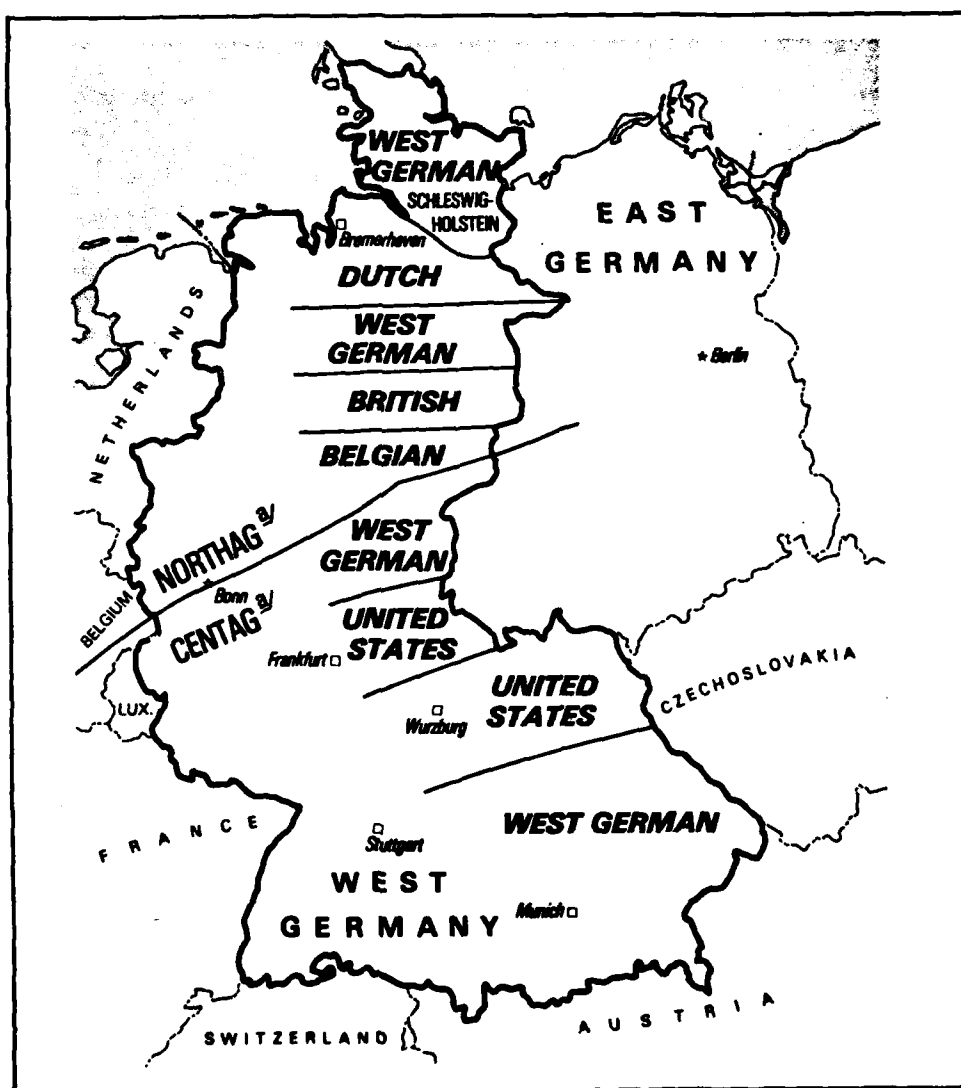 WEST
GERMAN
SCHLESWIG-
HOLSTEIN
EAST
GERMANY
Bremerhaven
DUTCH
NETHERLANDS
WEST
GERMAN
* Berlin
BRITISH
BELGIAN
NORTHAG a/
WEST
GERMAN
BELGIUM
Bonn
CENTAG a/
UNITED
STATES
Frankfurt
CZECHOSLOVAKIA
UNITED
STATES
LUX.
Wurzburg
FRANCE
WEST GERMAN
Stuttgart
WEST
GERMANY
Munich
AUSTRIA
SWITZERLAND